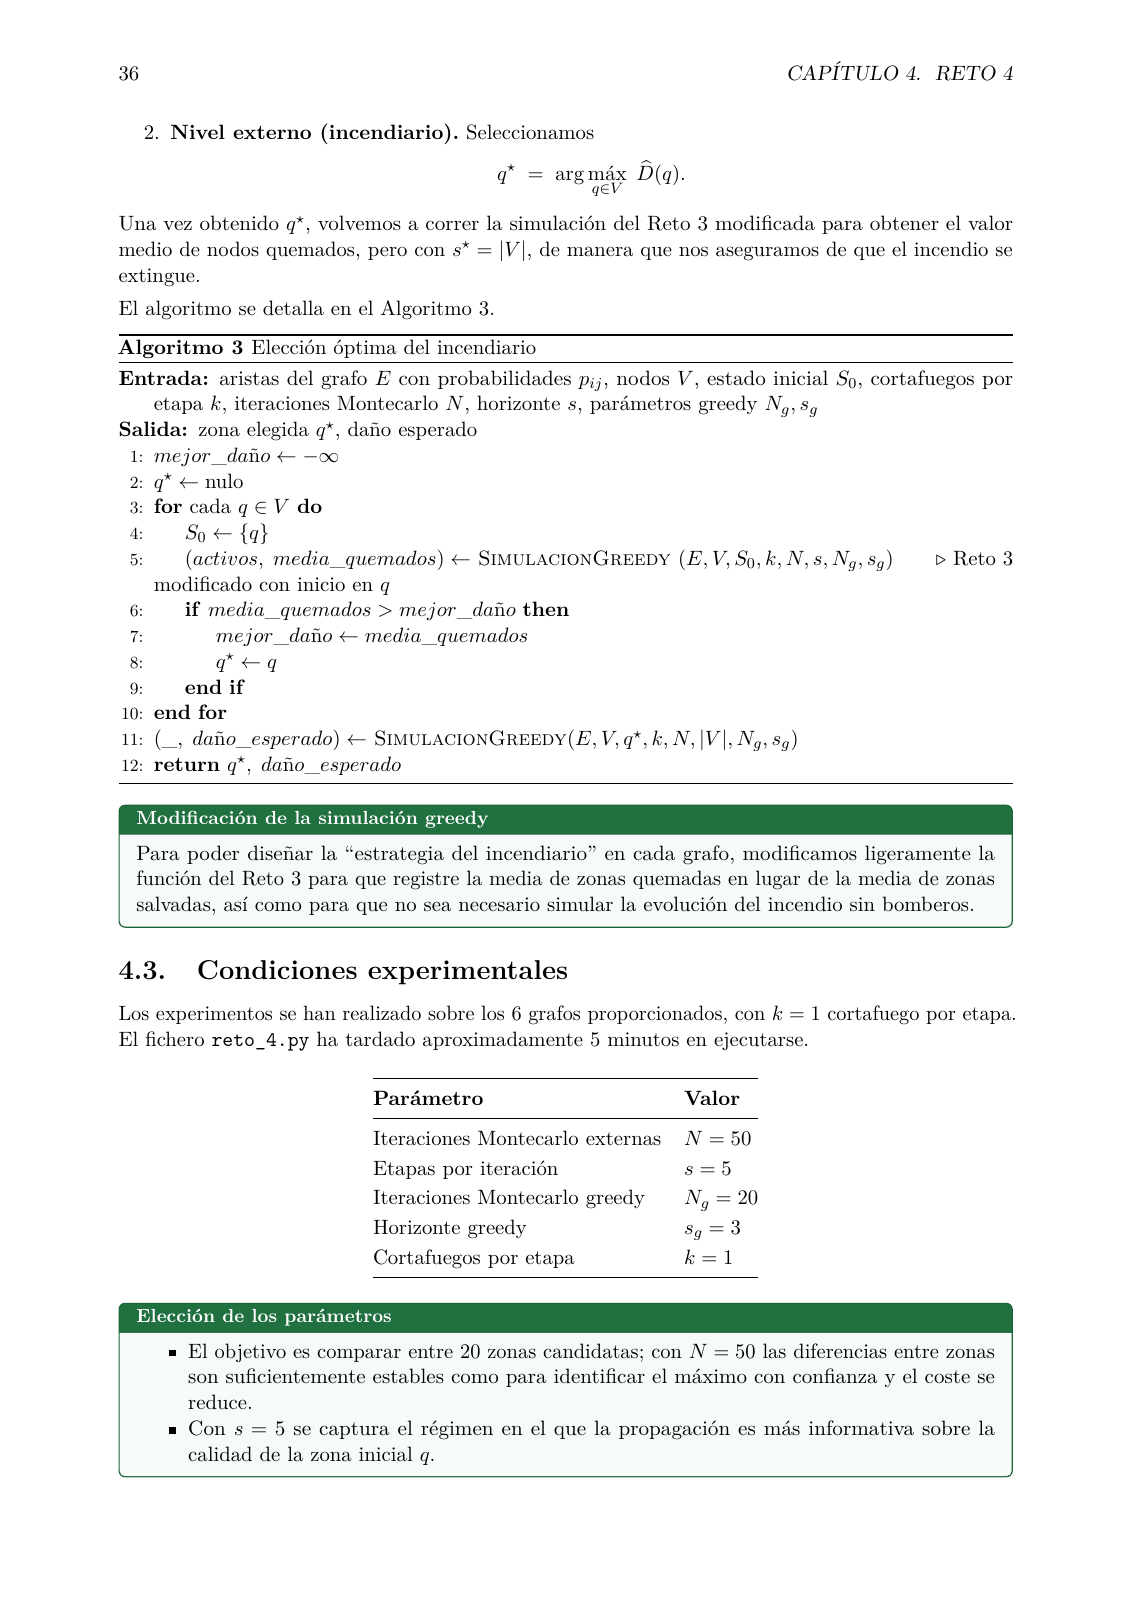 36 CAPÍTULO 4. RETO 4
2. Nivel externo (incendiario). Seleccionamos
q⋆ = arg máx D̂(q).
q∈V
Una vez obtenido q⋆, volvemos a correr la simulación del Reto 3 modificada para obtener el valor
medio de nodos quemados, pero con s⋆ = |V|, de manera que nos aseguramos de que el incendio se
extingue.
El algoritmo se detalla en el Algoritmo 3.
Algoritmo 3 Elección óptima del incendiario
Entrada: aristas del grafo E con probabilidades p_ij, nodos V, estado inicial S_0, cortafuegos por
etapa k, iteraciones Montecarlo N, horizonte s, parámetros greedy N_g, s_g
Salida: zona elegida q⋆, daño esperado
1: mejor_daño ← −∞
2: q⋆ ← nulo
3: for cada q ∈ V do
4: S_0 ← {q}
5: (activos, media_quemados) ← SIMULACIONGREEDY (E, V, S_0, k, N, s, N_g, s_g) ▷ Reto 3
modificado con inicio en q
6: if media_quemados > mejor_daño then
7: mejor_daño ← media_quemados
8: q⋆ ← q
9: end if
10: end for
11: (_, daño_esperado) ← SIMULACIONGREEDY(E, V, q⋆, k, N, |V|, N_g, s_g)
12: return q⋆, daño_esperado
Modificación de la simulación greedy
Para poder diseñar la “estrategia del incendiario” en cada grafo, modificamos ligeramente la
función del Reto 3 para que registre la media de zonas quemadas en lugar de la media de zonas
salvadas, así como para que no sea necesario simular la evolución del incendio sin bomberos.
4.3. Condiciones experimentales
Los experimentos se han realizado sobre los 6 grafos proporcionados, con k = 1 cortafuego por etapa.
El fichero reto_4.py ha tardado aproximadamente 5 minutos en ejecutarse.
Parámetro Valor
Iteraciones Montecarlo externas N = 50
Etapas por iteración s = 5
Iteraciones Montecarlo greedy N_g = 20
Horizonte greedy s_g = 3
Cortafuegos por etapa k = 1
Elección de los parámetros
▪ El objetivo es comparar entre 20 zonas candidatas; con N = 50 las diferencias entre zonas
son suficientemente estables como para identificar el máximo con confianza y el coste se
reduce.
▪ Con s = 5 se captura el régimen en el que la propagación es más informativa sobre la
calidad de la zona inicial q.